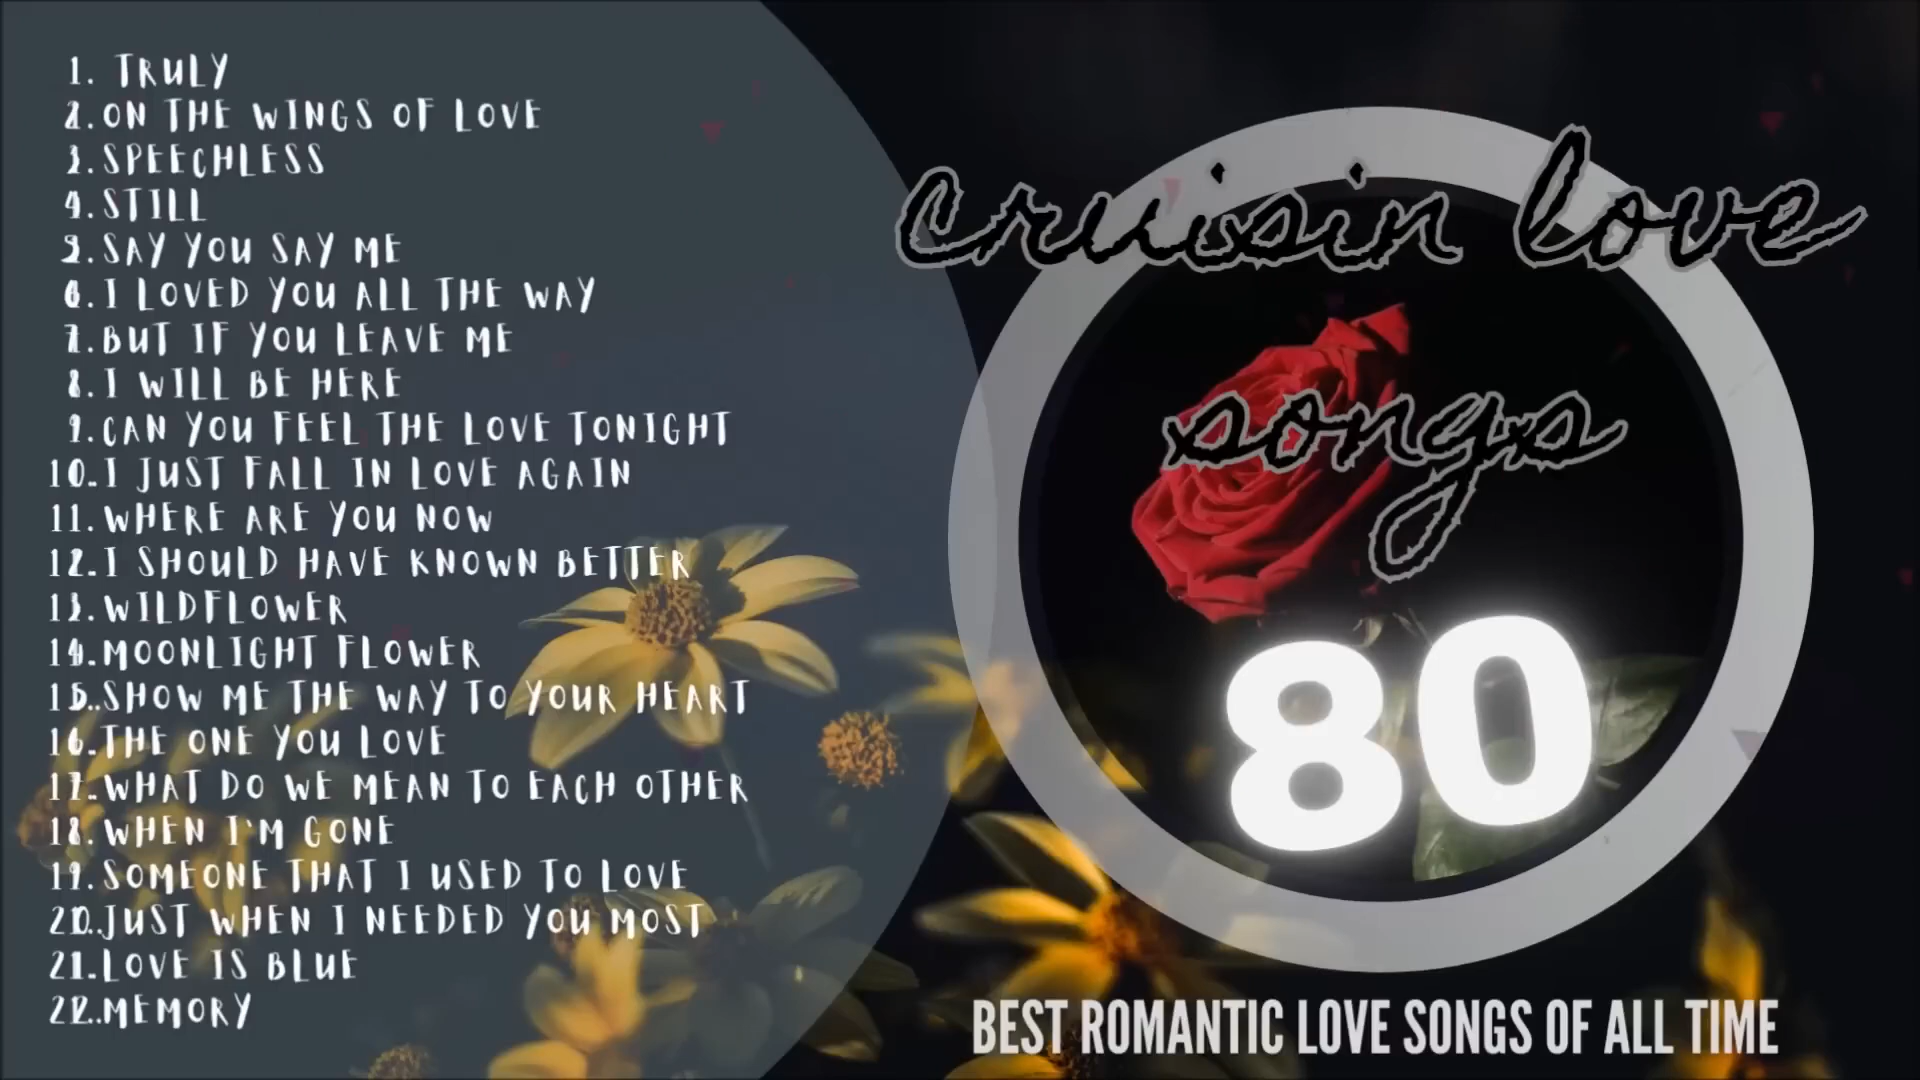 1. TRULY
2. ON THE WINGS OF LOVE
3. SPEECHLESS
4. STILL
5. SAY YOU SAY ME
6. I LOVED YOU ALL THE WAY
7. BUT IF YOU LEAVE ME
8. I WILL BE HERE
9. CAN YOU FEEL THE LOVE TONIGHT
10. I JUST FALL IN LOVE AGAIN
11. WHERE ARE YOU NOW
12. I SHOULD HAVE KNOWN BETTER
13. WILDFLOWER
14. MOONLIGHT FLOWER
15. SHOW ME THE WAY TO YOUR HEART
16. THE ONE YOU LOVE
17. WHAT DO WE MEAN TO EACH OTHER
18. WHEN I'M GONE
19. SOMEONE THAT I USED TO LOVE
20. JUST WHEN I NEEDED YOU MOST
21. LOVE IS BLUE
22. MEMORY
cruisin love
songs
80
BEST ROMANTIC LOVE SONGS OF ALL TIME